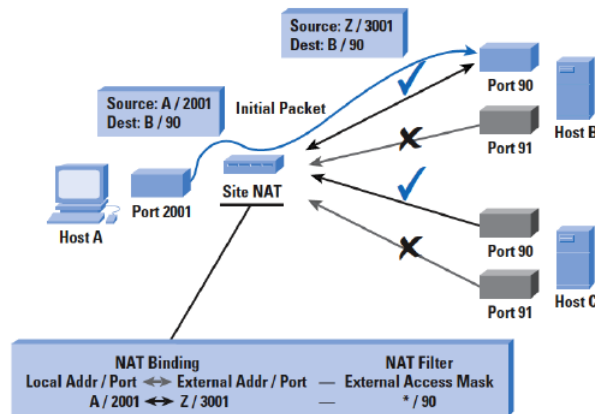 Source: Z / 3001
Dest: B / 90
Source: A / 2001
Dest: B / 90
Initial Packet
Port 90
Host B
Port 91
Site NAT
Port 2001
Host A
Port 90
Host C
Port 91
NAT Binding NAT Filter
Local Addr / Port External Addr / Port — External Access Mask
A / 2001 Z / 3001 — * / 90